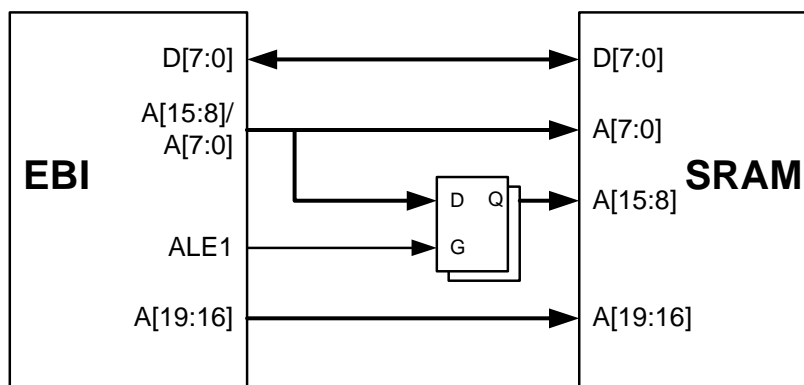 D[7:0]
D[7:0]
A[15:8]/
A[7:0]
A[7:0]
EBI
SRAM
D
Q
A[15:8]
ALE1
G
A[19:16]
A[19:16]